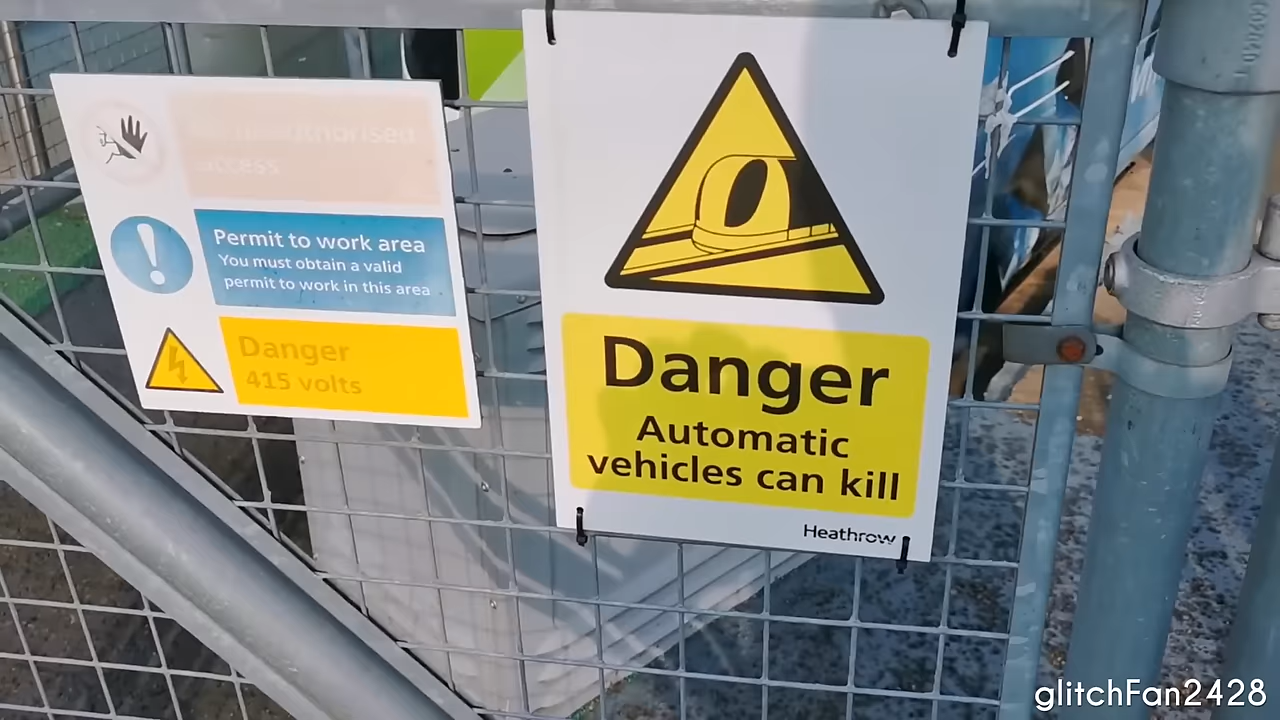 unauthorised
access
Permit to work area
You must obtain a valid
permit to work in this area
Danger
415 volts
Danger
Automatic
vehicles can kill
Heathrow
glitchFan2428